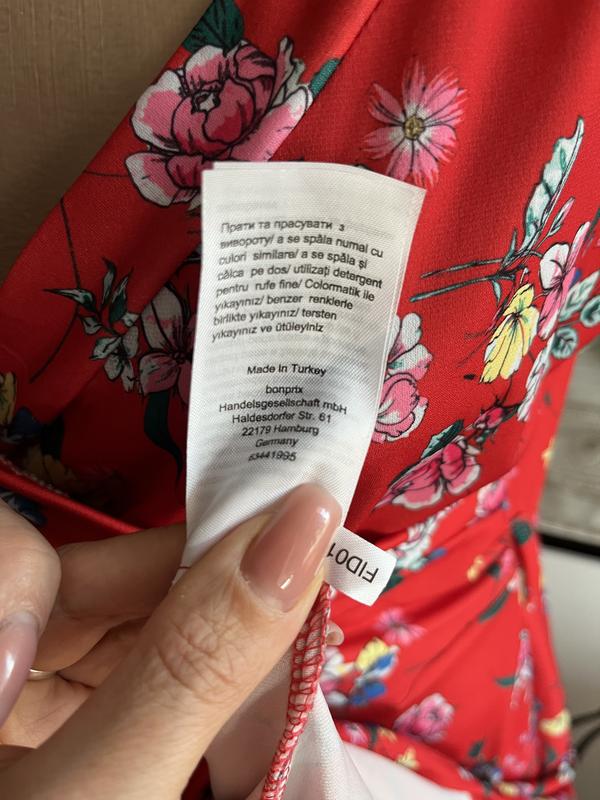 Прати та прасувати з
вивороту/ a se spăla numai cu
culori similare/ a se spăla și
călca pe dos/ utilizați detergent
pentru rufe fine/ Colormatik ile
yıkayınız/ benzer renklerle
birlikte yıkayınız/ tersten
yıkayınız ve ütüleyiniz
Made in Turkey
bonprix
Handelsgesellschaft mbH
Haldesdorfer Str. 61
22179 Hamburg
Germany
63441995
FID01